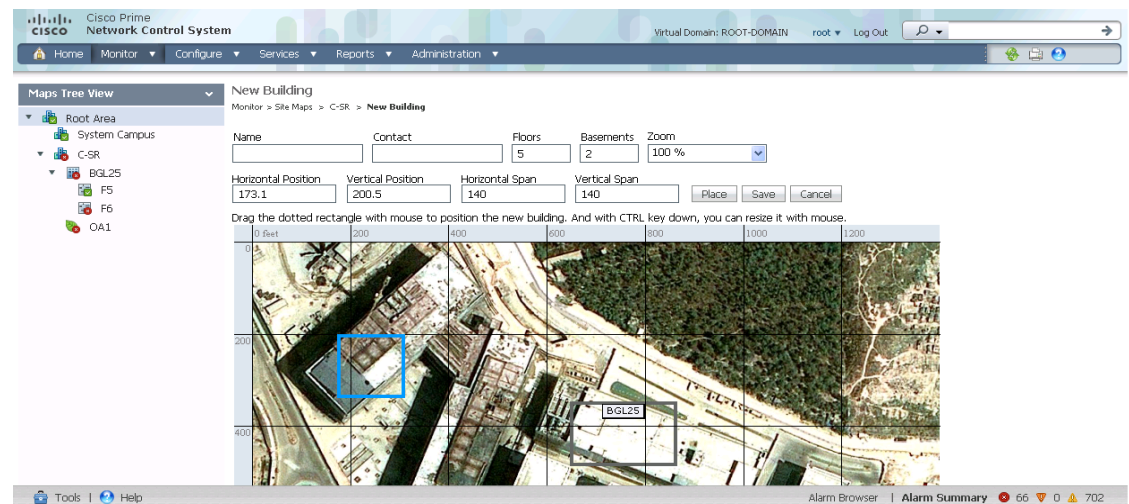 Cisco Prime
CISCO Network Control System
Virtual Domain: ROOT-DOMAIN root Log Out
Home Monitor Configure Services Reports Administration
Maps Tree View
Root Area
System Campus
C-SR
BGL25
F5
F6
OA1
New Building
Monitor > Site Maps > C-SR > New Building
Name Contact Floors Basements Zoom
5 2 100 %
Horizontal Position Vertical Position Horizontal Span Vertical Span
173.1 200.5 140 140 Place Save Cancel
Drag the dotted rectangle with mouse to position the new building. And with CTRL key down, you can resize it with mouse.
0 feet 200 400 600 800 1000 1200
0
200
BGL25
400
Tools | Help Alarm Browser | Alarm Summary 66 0 702